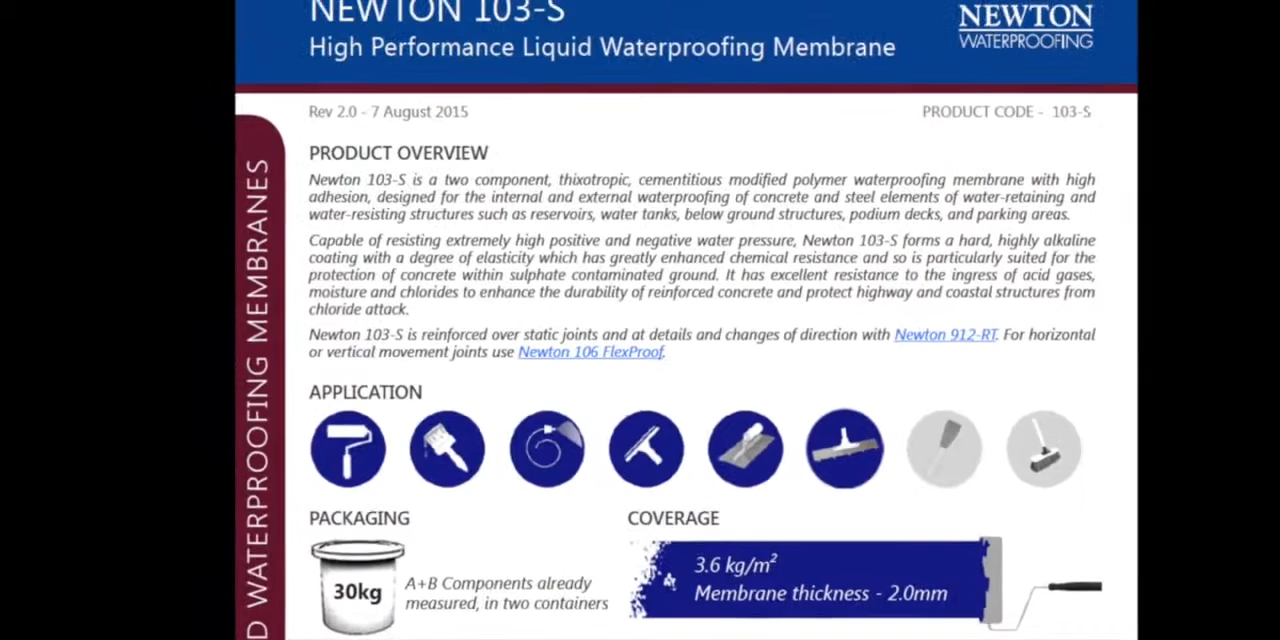 NEWTON 103-S
High Performance Liquid Waterproofing Membrane
NEWTON
WATERPROOFING
Rev 2.0 - 7 August 2015
PRODUCT CODE - 103-S
PRODUCT OVERVIEW
Newton 103-S is a two component, thixotropic, cementitious modified polymer waterproofing membrane with high
adhesion, designed for the internal and external waterproofing of concrete and steel elements of water-retaining and
water-resisting structures such as reservoirs, water tanks, below ground structures, podium decks, and parking areas.
Capable of resisting extremely high positive and negative water pressure, Newton 103-S forms a hard, highly alkaline
coating with a degree of elasticity which has greatly enhanced chemical resistance and so is particularly suited for the
protection of concrete within sulphate contaminated ground. It has excellent resistance to the ingress of acid gases,
moisture and chlorides to enhance the durability of reinforced concrete and protect highway and coastal structures from
chloride attack.
Newton 103-S is reinforced over static joints and at details and changes of direction with Newton 912-RT. For horizontal
or vertical movement joints use Newton 106 FlexProof.
APPLICATION
PACKAGING
30kg
A+B Components already
measured, in two containers
COVERAGE
3.6 kg/m²
Membrane thickness - 2.0mm
D WATERPROOFING MEMBRANES